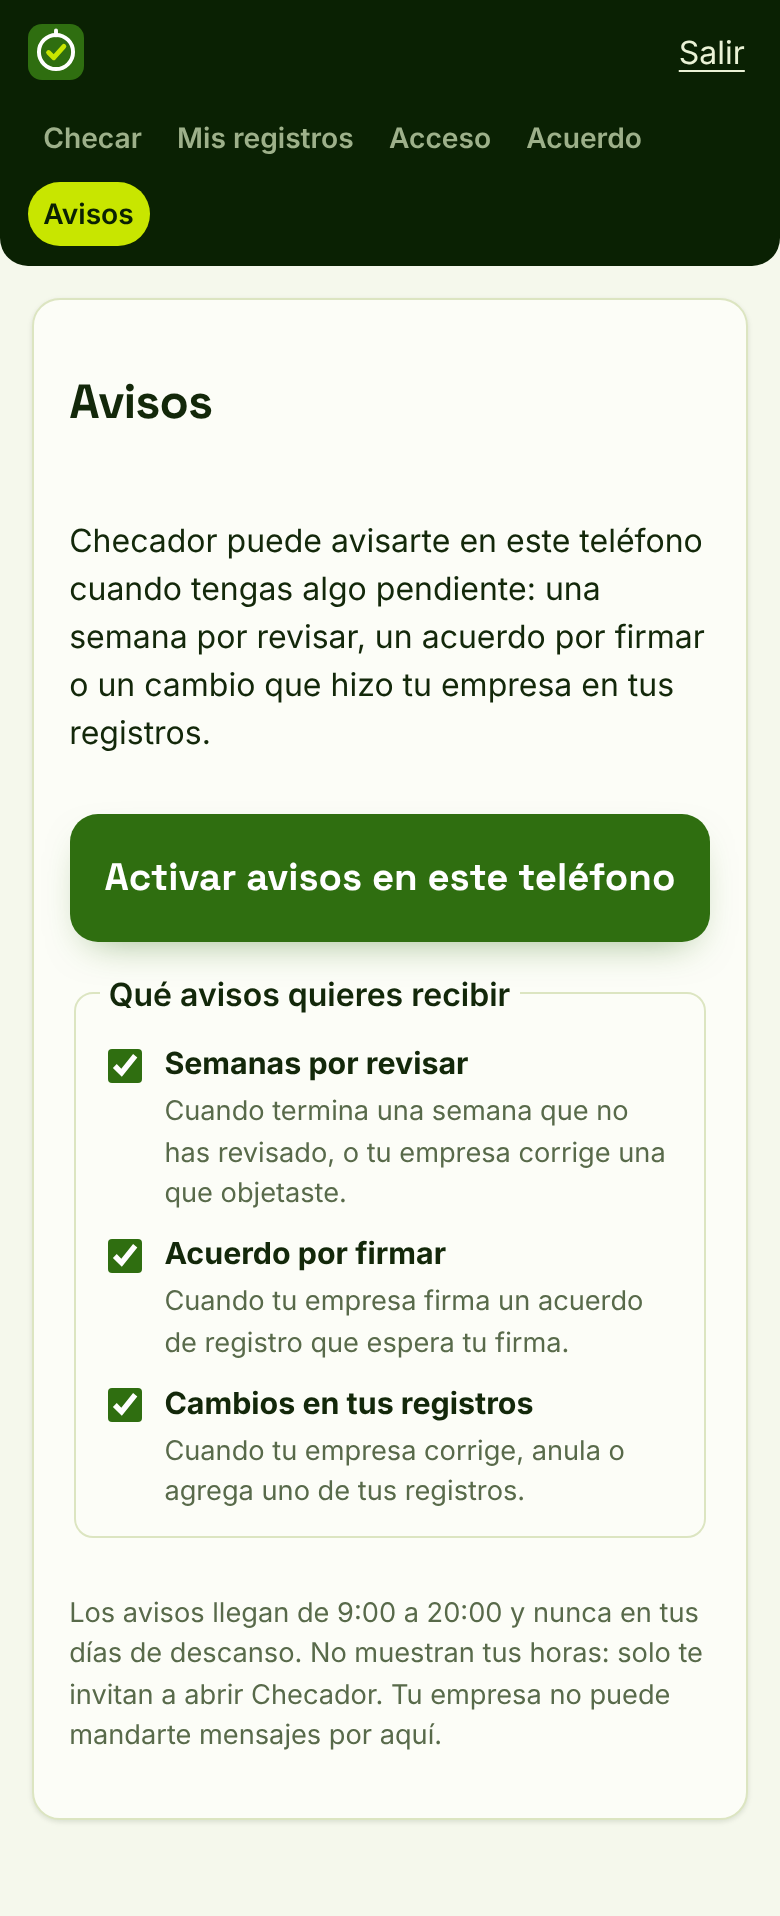 Salir
Checar Mis registros Acceso Acuerdo
Avisos
Avisos
Checador puede avisarte en este teléfono
cuando tengas algo pendiente: una
semana por revisar, un acuerdo por firmar
o un cambio que hizo tu empresa en tus
registros.
Activar avisos en este teléfono
Qué avisos quieres recibir
Semanas por revisar
Cuando termina una semana que no
has revisado, o tu empresa corrige una
que objetaste.
Acuerdo por firmar
Cuando tu empresa firma un acuerdo
de registro que espera tu firma.
Cambios en tus registros
Cuando tu empresa corrige, anula o
agrega uno de tus registros.
Los avisos llegan de 9:00 a 20:00 y nunca en tus
días de descanso. No muestran tus horas: solo te
invitan a abrir Checador. Tu empresa no puede
mandarte mensajes por aquí.